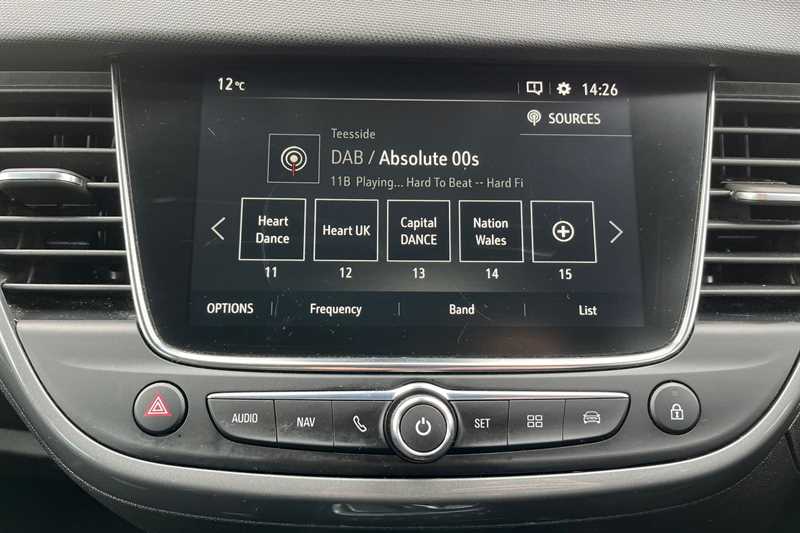 12 °C
14:26
SOURCES
Teesside
DAB / Absolute 00s
11B Playing... Hard To Beat -- Hard Fi
Heart Dance
Heart UK
Capital DANCE
Nation Wales
11
12
13
14
15
OPTIONS
Frequency
Band
List
AUDIO
NAV
SET